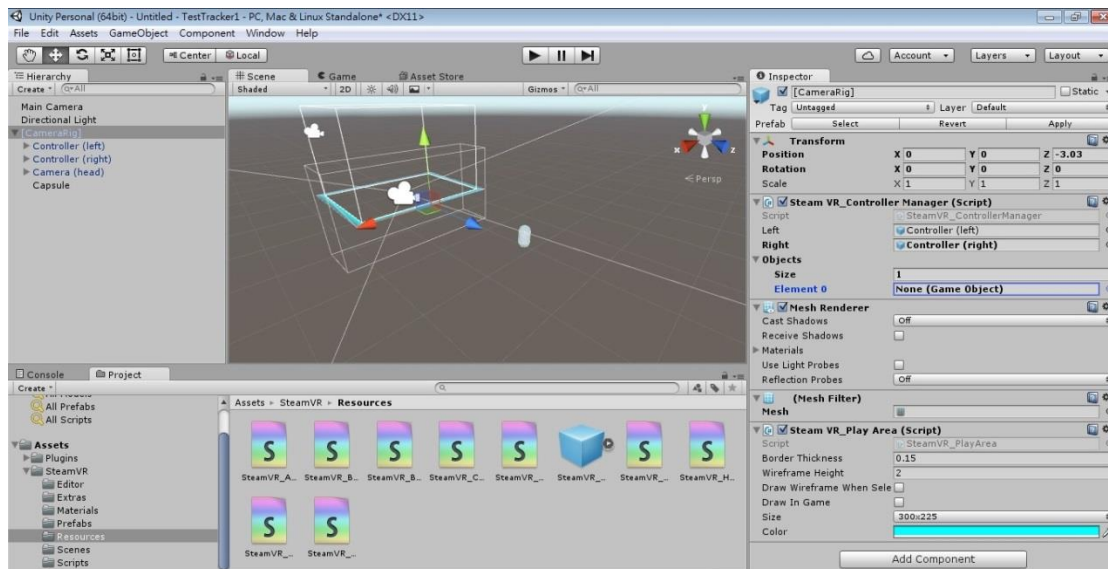 Unity Personal (64bit) - Untitled - TestTracker1 - PC, Mac & Linux Standalone* <DX11>
File Edit Assets GameObject Component Window Help
Center Local Account Layers Layout
Hierarchy
Create All
Main Camera
Directional Light
[CameraRig]
Controller (left)
Controller (right)
Camera (head)
Capsule
Scene Game Asset Store
Shaded 2D Gizmos All
y
x z
Persp
Console Project
Create
All Prefabs
All Scripts
Assets
Plugins
SteamVR
Editor
Extras
Materials
Prefabs
Resources
Scenes
Scripts
Assets SteamVR Resources
SteamVR_A... SteamVR_B... SteamVR_B... SteamVR_C... SteamVR_... SteamVR_... SteamVR_... SteamVR_H...
SteamVR_... SteamVR_...
Inspector
[CameraRig] Static
Tag Untagged Layer Default
Prefab Select Revert Apply
Transform
Position X 0 Y 0 Z -3.03
Rotation X 0 Y 0 Z 0
Scale X 1 Y 1 Z 1
Steam VR_Controller Manager (Script)
Script SteamVR_ControllerManager
Left Controller (left)
Right Controller (right)
Objects
Size 1
Element 0 None (Game Object)
Mesh Renderer
Cast Shadows Off
Receive Shadows
Materials
Use Light Probes
Reflection Probes Off
(Mesh Filter)
Mesh
Steam VR_Play Area (Script)
Script SteamVR_PlayArea
Border Thickness 0.15
Wireframe Height 2
Draw Wireframe When Sele
Draw In Game
Size 300x225
Color
Add Component